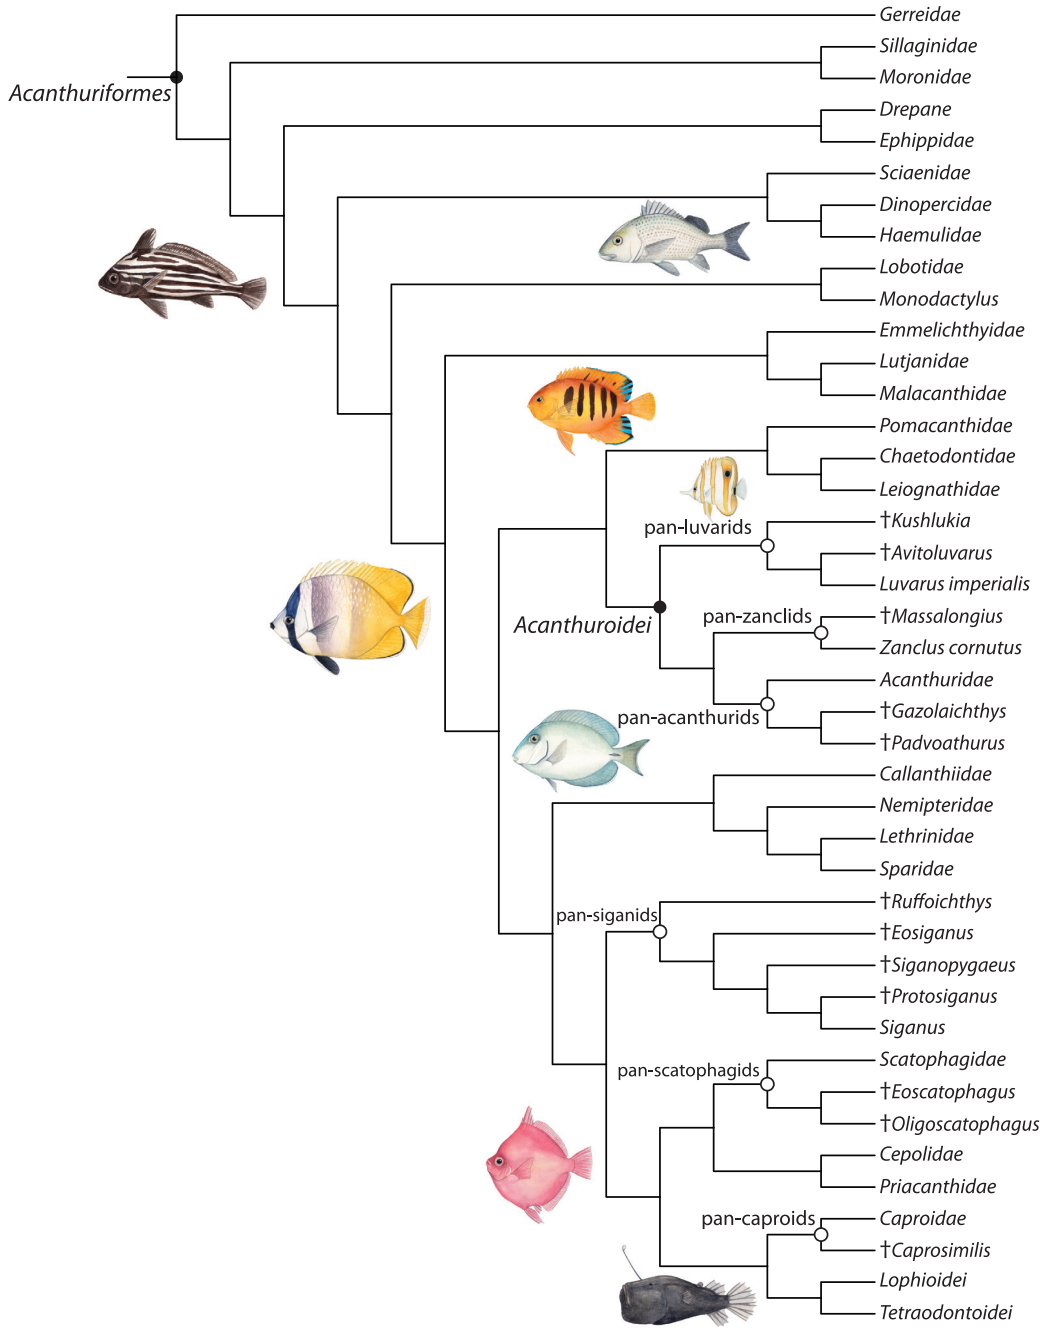 Gerreidae
Sillaginidae
Moronidae
Acanthuriformes
Drepane
Ephippidae
Sciaenidae
Dinopercidae
Haemulidae
Lobotidae
Monodactylus
Emmelichthyidae
Lutjanidae
Malacanthidae
Pomacanthidae
Chaetodontidae
Leiognathidae
pan-luvarids
†Kushlukia
†Avitoluvarus
Luvarus imperialis
Acanthuroidei
pan-zanclids
†Massalongius
Zanclus cornutus
Acanthuridae
pan-acanthurids
†Gazolaichthys
†Padvoathurus
Callanthiidae
Nemipteridae
Lethrinidae
Sparidae
pan-siganids
†Ruffoichthys
†Eosiganus
†Siganopygaeus
†Protosiganus
Siganus
pan-scatophagids
Scatophagidae
†Eoscatophagus
†Oligoscatophagus
Cepolidae
Priacanthidae
pan-caproids
Caproidae
†Caprosimilis
Lophioidei
Tetraodontoidei